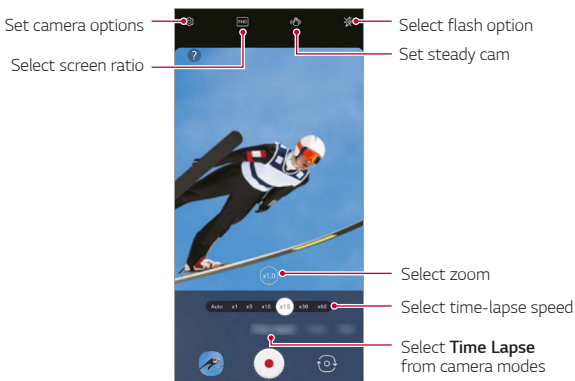 Set camera options
Select flash option
FHD
Set steady cam
Select screen ratio
?
x1.0
Select zoom
Auto x1 x5 x10 x15 x30 x60
Select time-lapse speed
Select Time Lapse
from camera modes